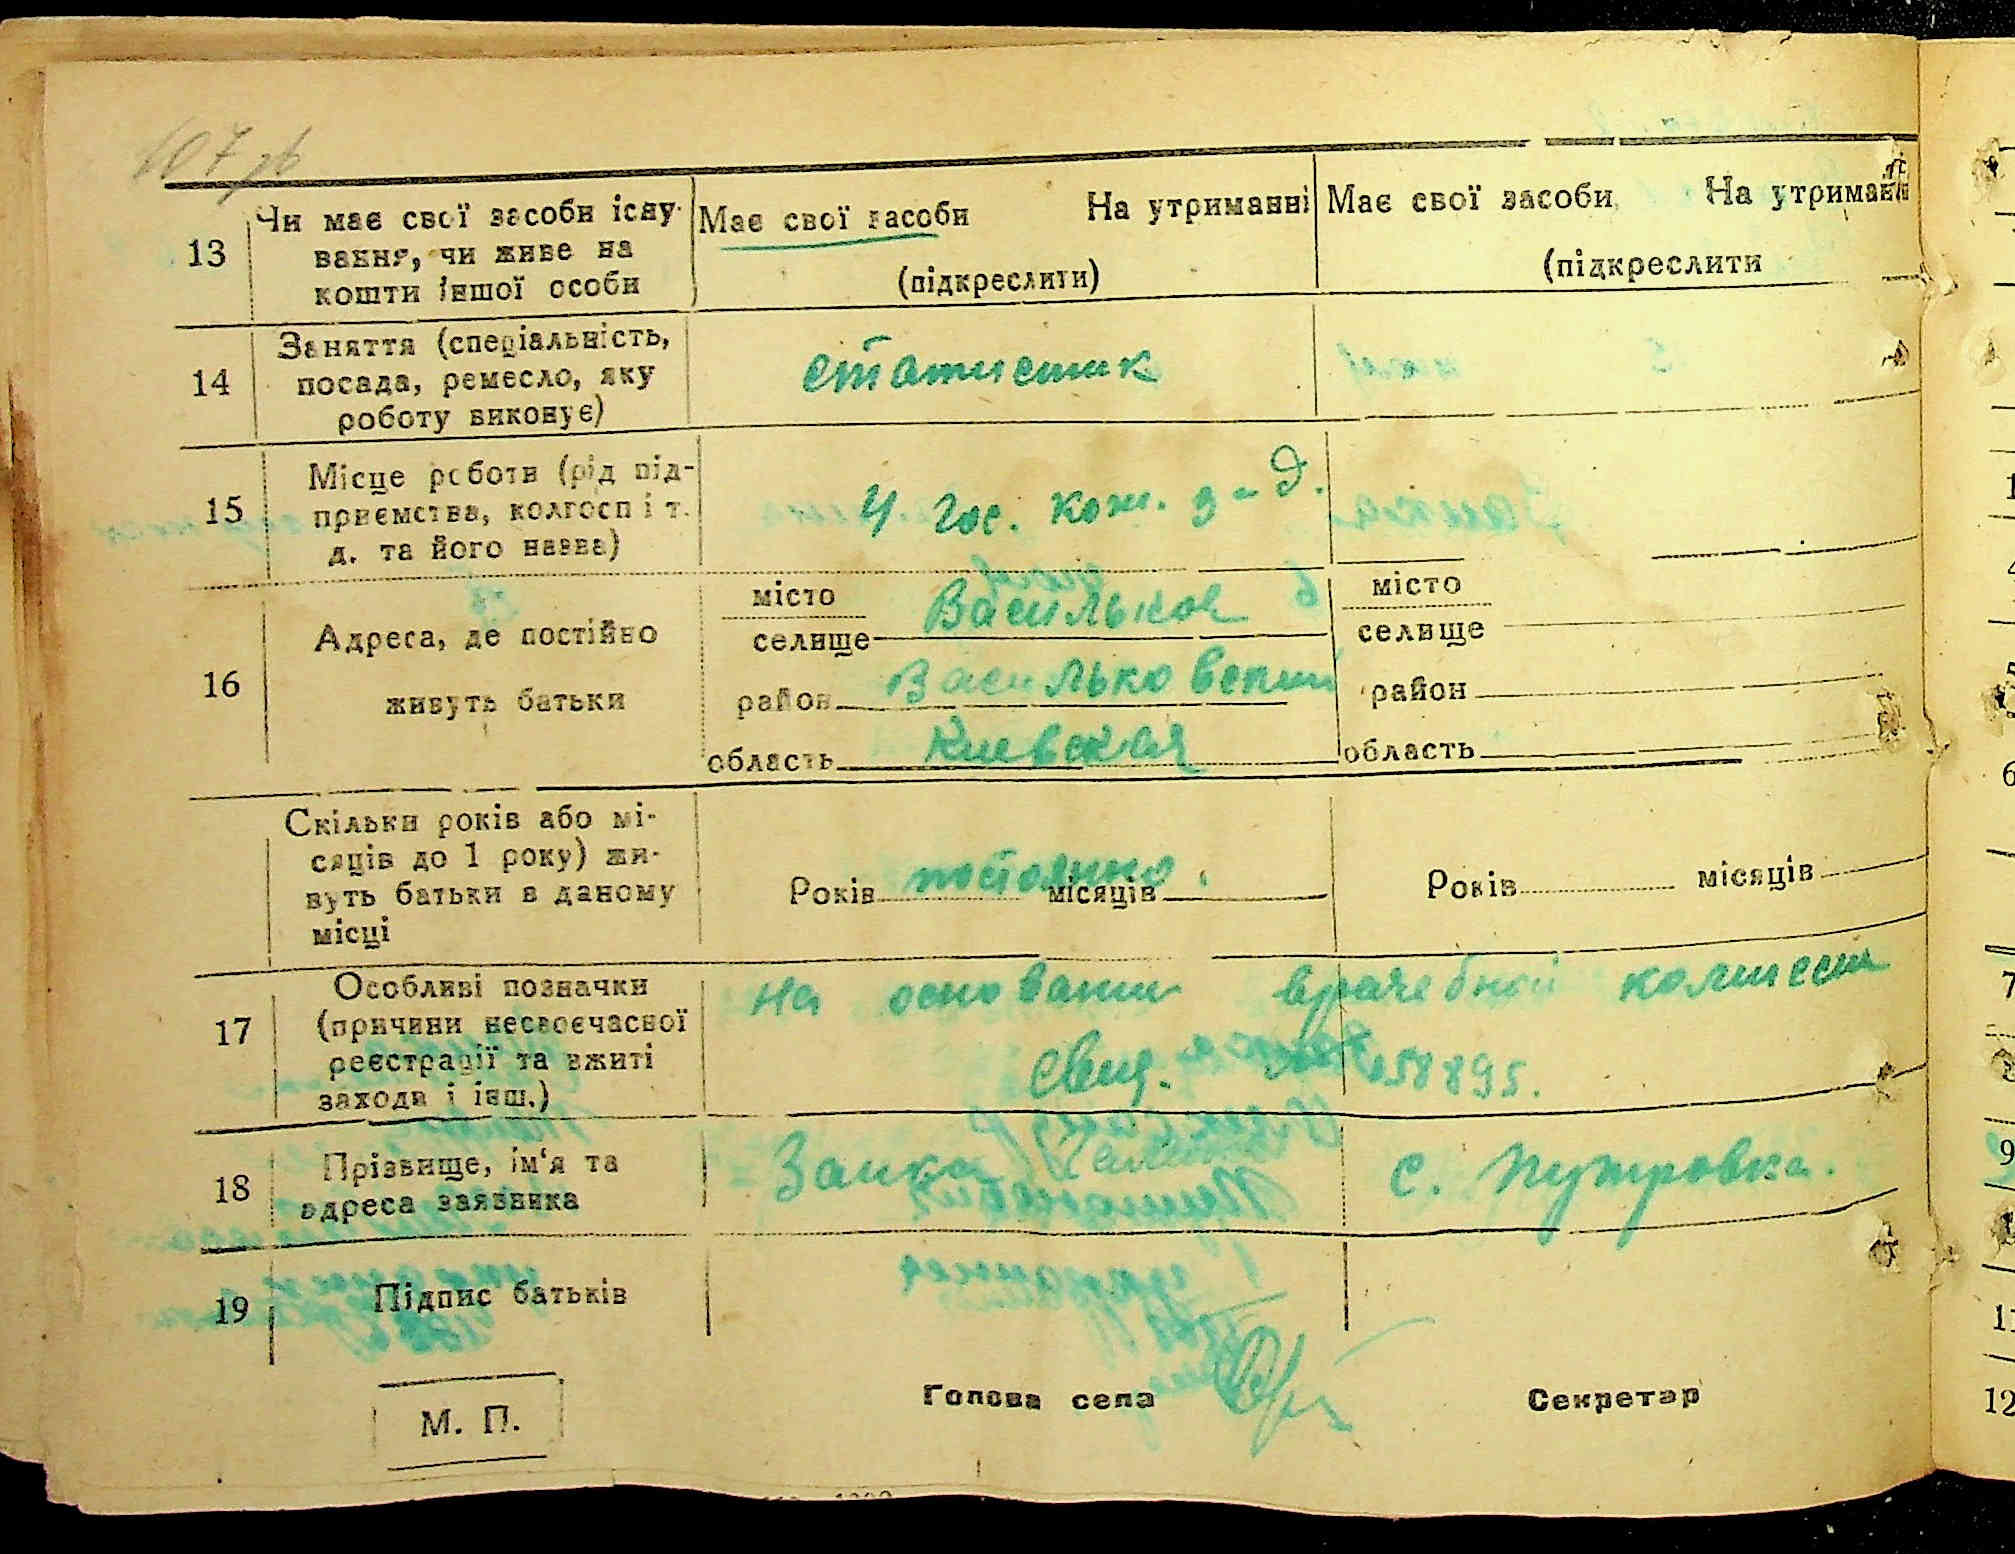 107 зв
13 Чи має свої засоби існу- Має свої засоби На утриманні Має свої засоби На утриманні
вання, чи живе на
кошти іншої особи (підкреслити) (підкреслити
14 Заняття (спеціальність,
посада, ремесло, яку статистик
роботу виконує)
15 Місце роботи (рід під-
приємства, колгосп і т. 4 Гос. кож. з-д.
д. та його назва)
16 Адреса, де постійно
живуть батьки
місто місто
селище Васильков селище
район Васильковский район
область Киевская область
Скільки років або мі-
сяців до 1 року) жи-
вуть батьки в даному Років постоянно. місяців Років місяців
місці
17 Особливі позначки на основании врачебной комиссии
(причини несвоєчасної
реєстрації та вжиті свид. 058895.
заходи і інш.)
18 Прізвище, ім'я та Заика с. Путровка.
адреса заявника
19 Підпис батьків
Голова села Секретар
М. П.